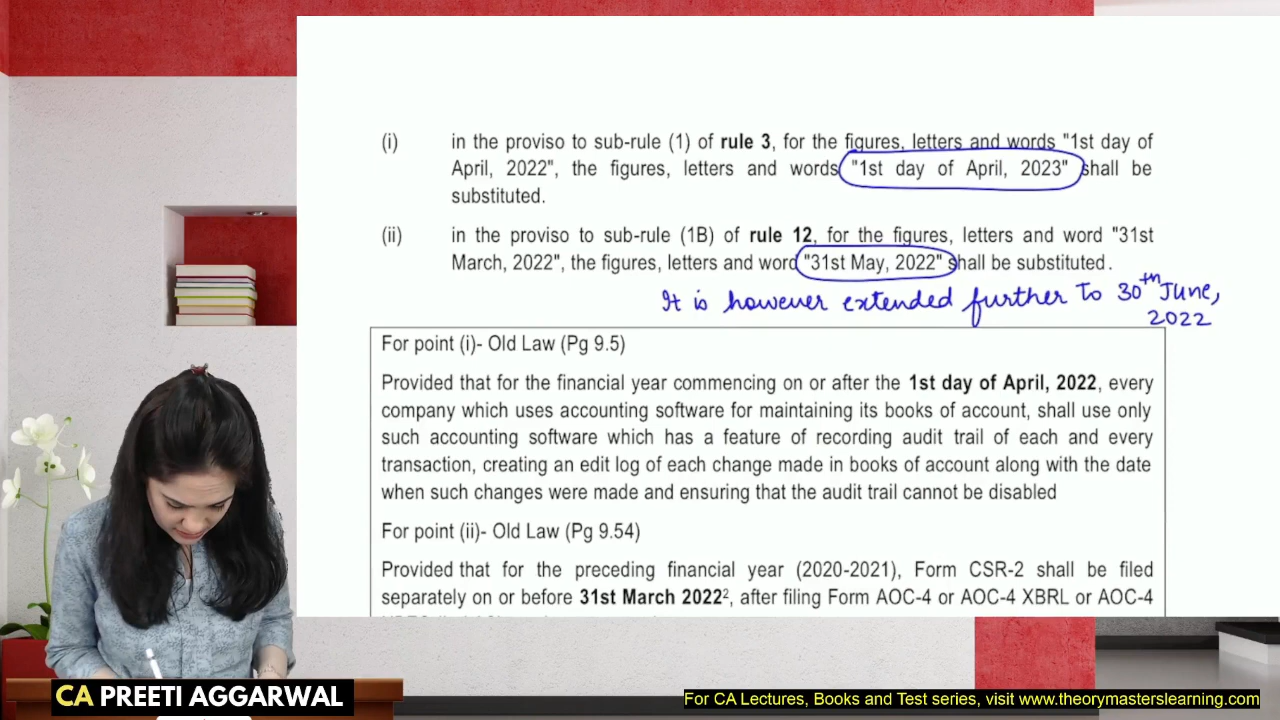 (i) in the proviso to sub-rule (1) of rule 3, for the figures, letters and words "1st day of
April, 2022", the figures, letters and words "1st day of April, 2023" shall be
substituted.
(ii) in the proviso to sub-rule (1B) of rule 12, for the figures, letters and word "31st
March, 2022", the figures, letters and word "31st May, 2022" shall be substituted.
It is however extended further to 30th June,
2022
For point (i)- Old Law (Pg 9.5)
Provided that for the financial year commencing on or after the 1st day of April, 2022, every
company which uses accounting software for maintaining its books of account, shall use only
such accounting software which has a feature of recording audit trail of each and every
transaction, creating an edit log of each change made in books of account along with the date
when such changes were made and ensuring that the audit trail cannot be disabled
For point (ii)- Old Law (Pg 9.54)
Provided that for the preceding financial year (2020-2021), Form CSR-2 shall be filed
separately on or before 31st March 2022², after filing Form AOC-4 or AOC-4 XBRL or AOC-4
CA PREETI AGGARWAL
For CA Lectures, Books and Test series, visit www.theorymasterslearning.com